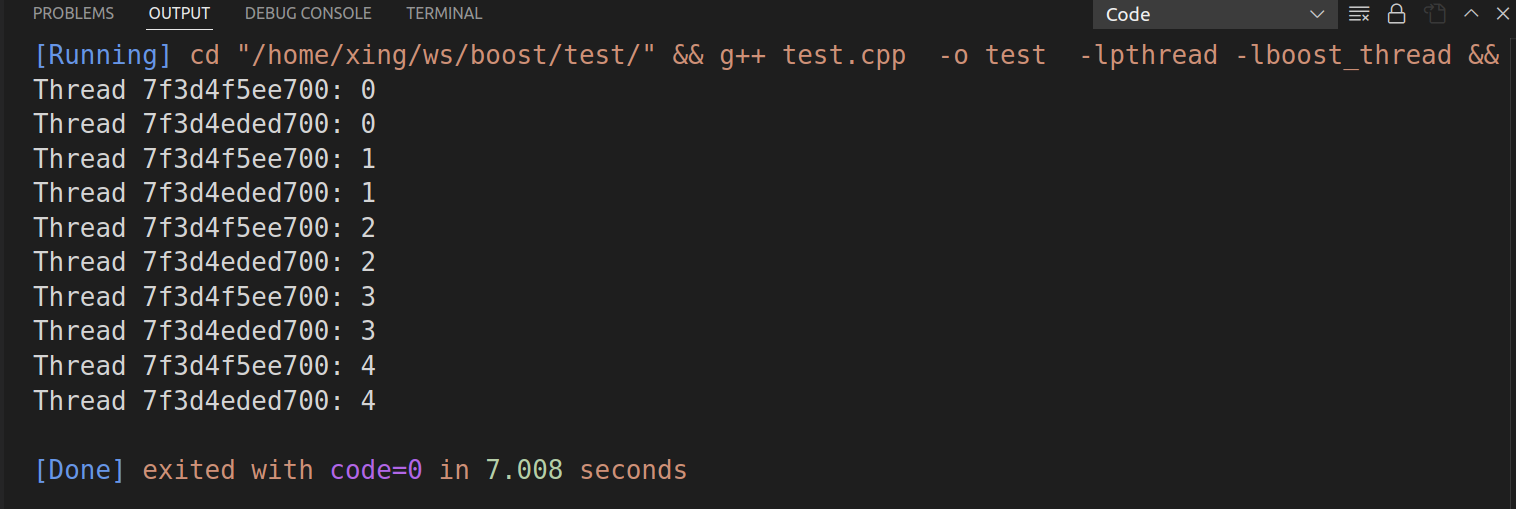 PROBLEMS OUTPUT DEBUG CONSOLE TERMINAL Code
[Running] cd "/home/xing/ws/boost/test/" && g++ test.cpp  -o test  -lpthread -lboost_thread &&
Thread 7f3d4f5ee700: 0
Thread 7f3d4eded700: 0
Thread 7f3d4f5ee700: 1
Thread 7f3d4eded700: 1
Thread 7f3d4f5ee700: 2
Thread 7f3d4eded700: 2
Thread 7f3d4f5ee700: 3
Thread 7f3d4eded700: 3
Thread 7f3d4f5ee700: 4
Thread 7f3d4eded700: 4
[Done] exited with code=0 in 7.008 seconds